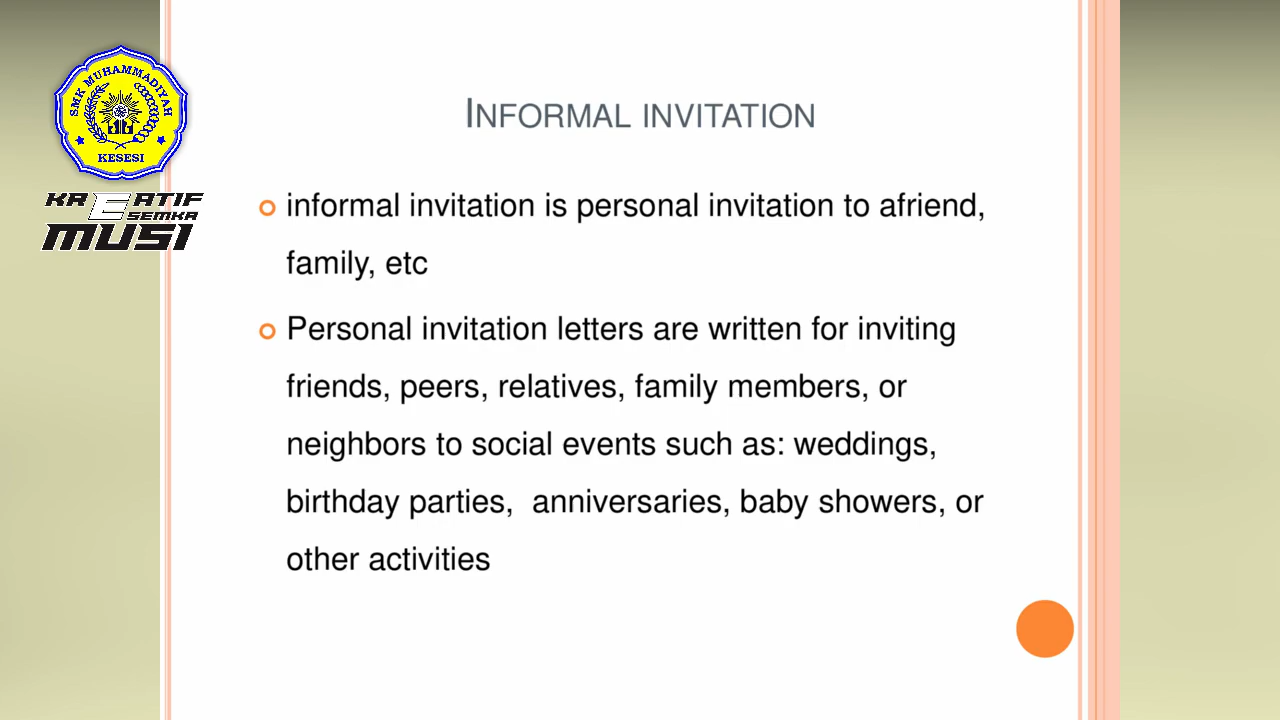 SMK MUHAMMADIYAH
KESESI
KREATIF
SEMKA
MUSI
INFORMAL INVITATION
informal invitation is personal invitation to afriend,
family, etc
Personal invitation letters are written for inviting
friends, peers, relatives, family members, or
neighbors to social events such as: weddings,
birthday parties,  anniversaries, baby showers, or
other activities